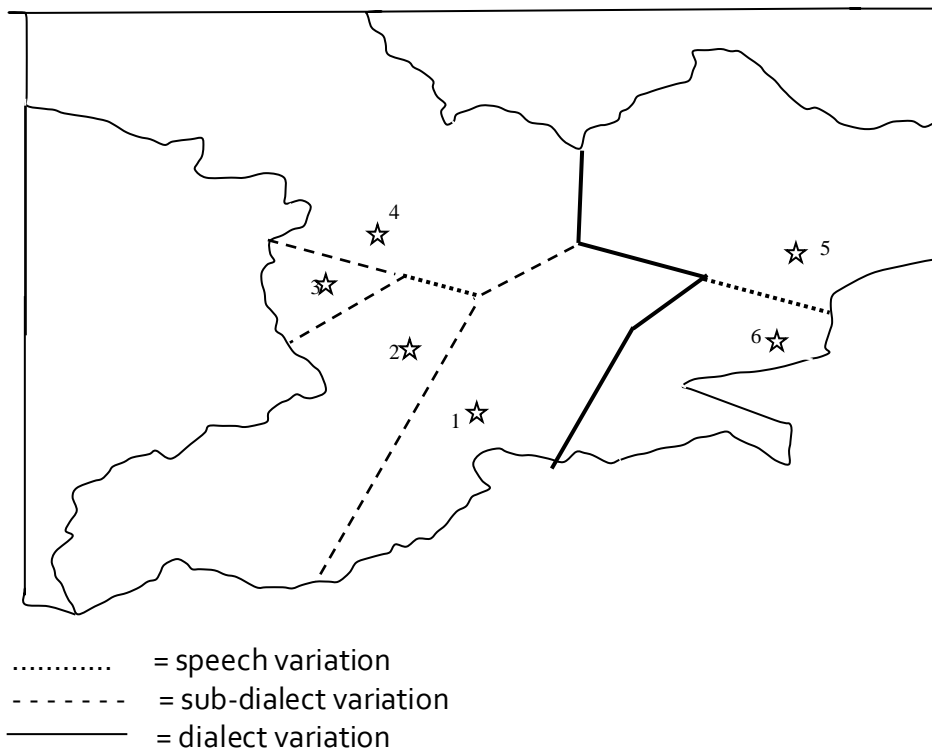 4
5
3
6
2
1
............ = speech variation
- - - - - - - = sub-dialect variation
= dialect variation